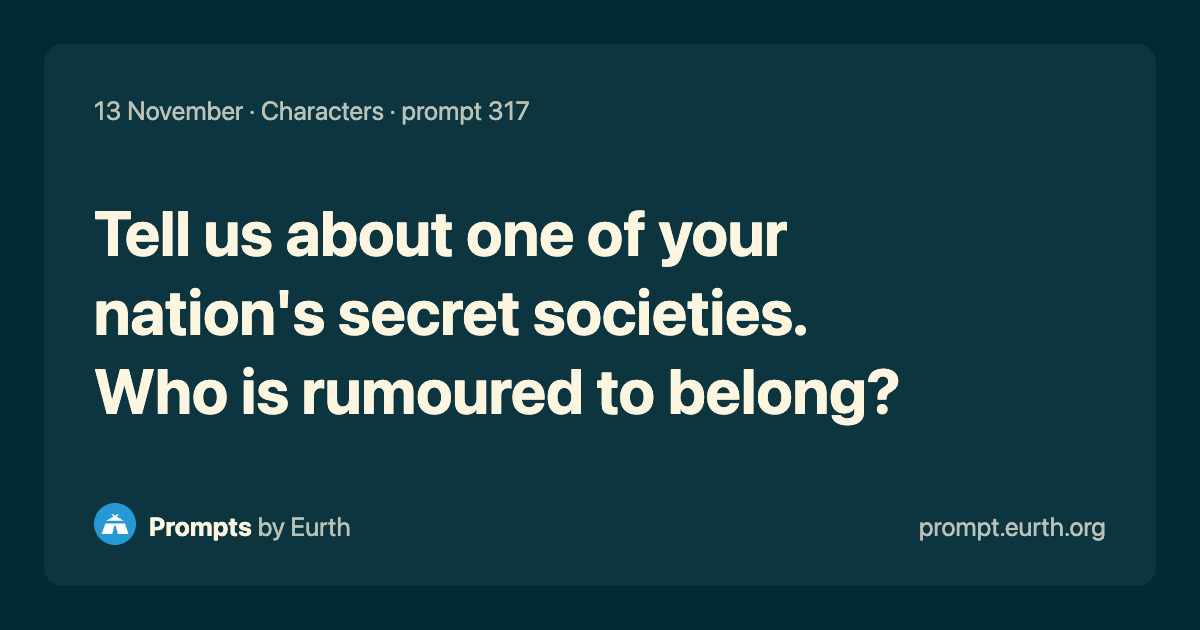 13 November · Characters · prompt 317
Tell us about one of your
nation's secret societies.
Who is rumoured to belong?
Prompts by Eurth
prompt.eurth.org